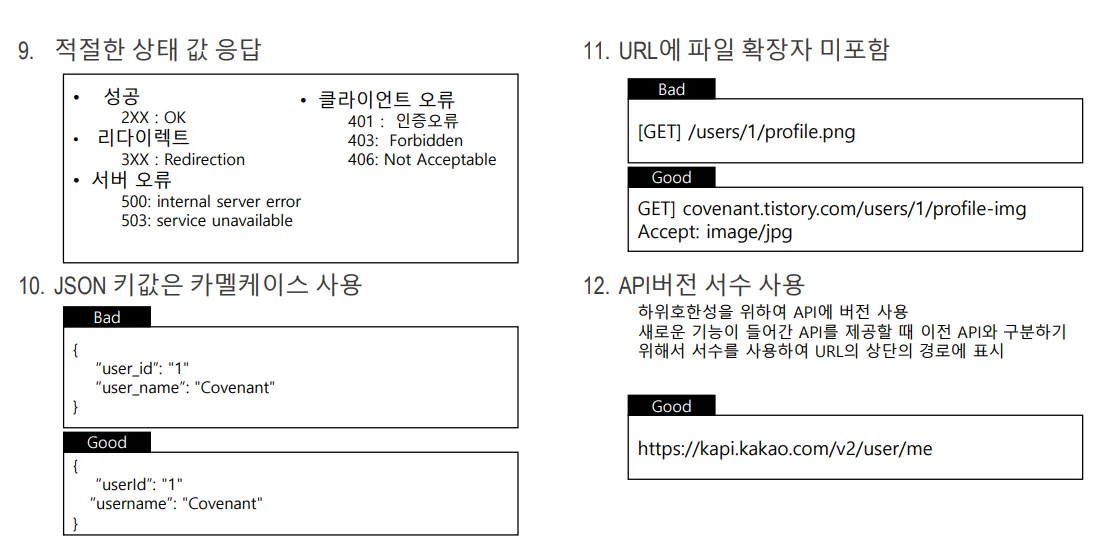 9. 적절한 상태 값 응답
• 성공
2XX : OK
• 리다이렉트
3XX : Redirection
• 서버 오류
500: internal server error
503: service unavailable
• 클라이언트 오류
401 : 인증오류
403: Forbidden
406: Not Acceptable
10. JSON 키값은 카멜케이스 사용
Bad
{
“user_id”: "1"
“user_name”: "Covenant"
}
Good
{
“userId”: "1"
“username”: "Covenant"
}
11. URL에 파일 확장자 미포함
Bad
[GET] /users/1/profile.png
Good
GET] covenant.tistory.com/users/1/profile-img
Accept: image/jpg
12. API버전 서수 사용
하위호한성을 위하여 API에 버전 사용
새로운 기능이 들어간 API를 제공할 때 이전 API와 구분하기
위해서 서수를 사용하여 URL의 상단의 경로에 표시
Good
https://kapi.kakao.com/v2/user/me